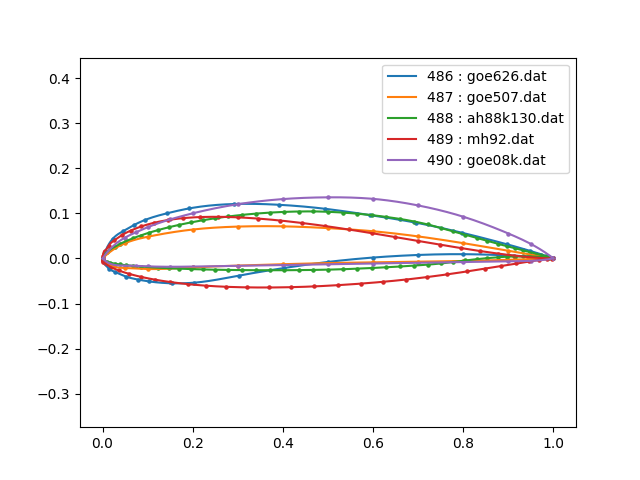 486 : goe626.dat
487 : goe507.dat
488 : ah88k130.dat
489 : mh92.dat
490 : goe08k.dat
0.4
0.3
0.2
0.1
0.0
−0.1
−0.2
−0.3
0.0 0.2 0.4 0.6 0.8 1.0